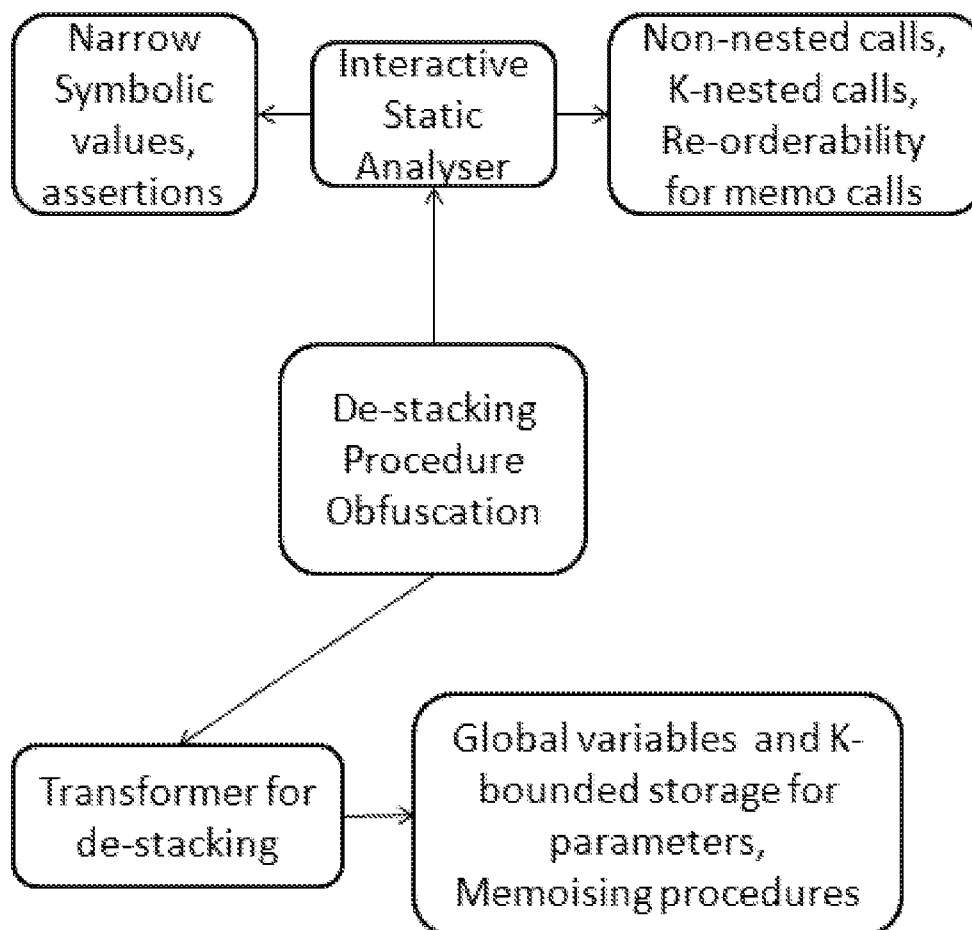 Narrow
Symbolic
values,
assertions
Interactive
Static
Analyser
Non-nested calls,
K-nested calls,
Re-orderability
for memo calls
De-stacking
Procedure
Obfuscation
Transformer for
de-stacking
Global variables and K-
bounded storage for
parameters,
Memoising procedures